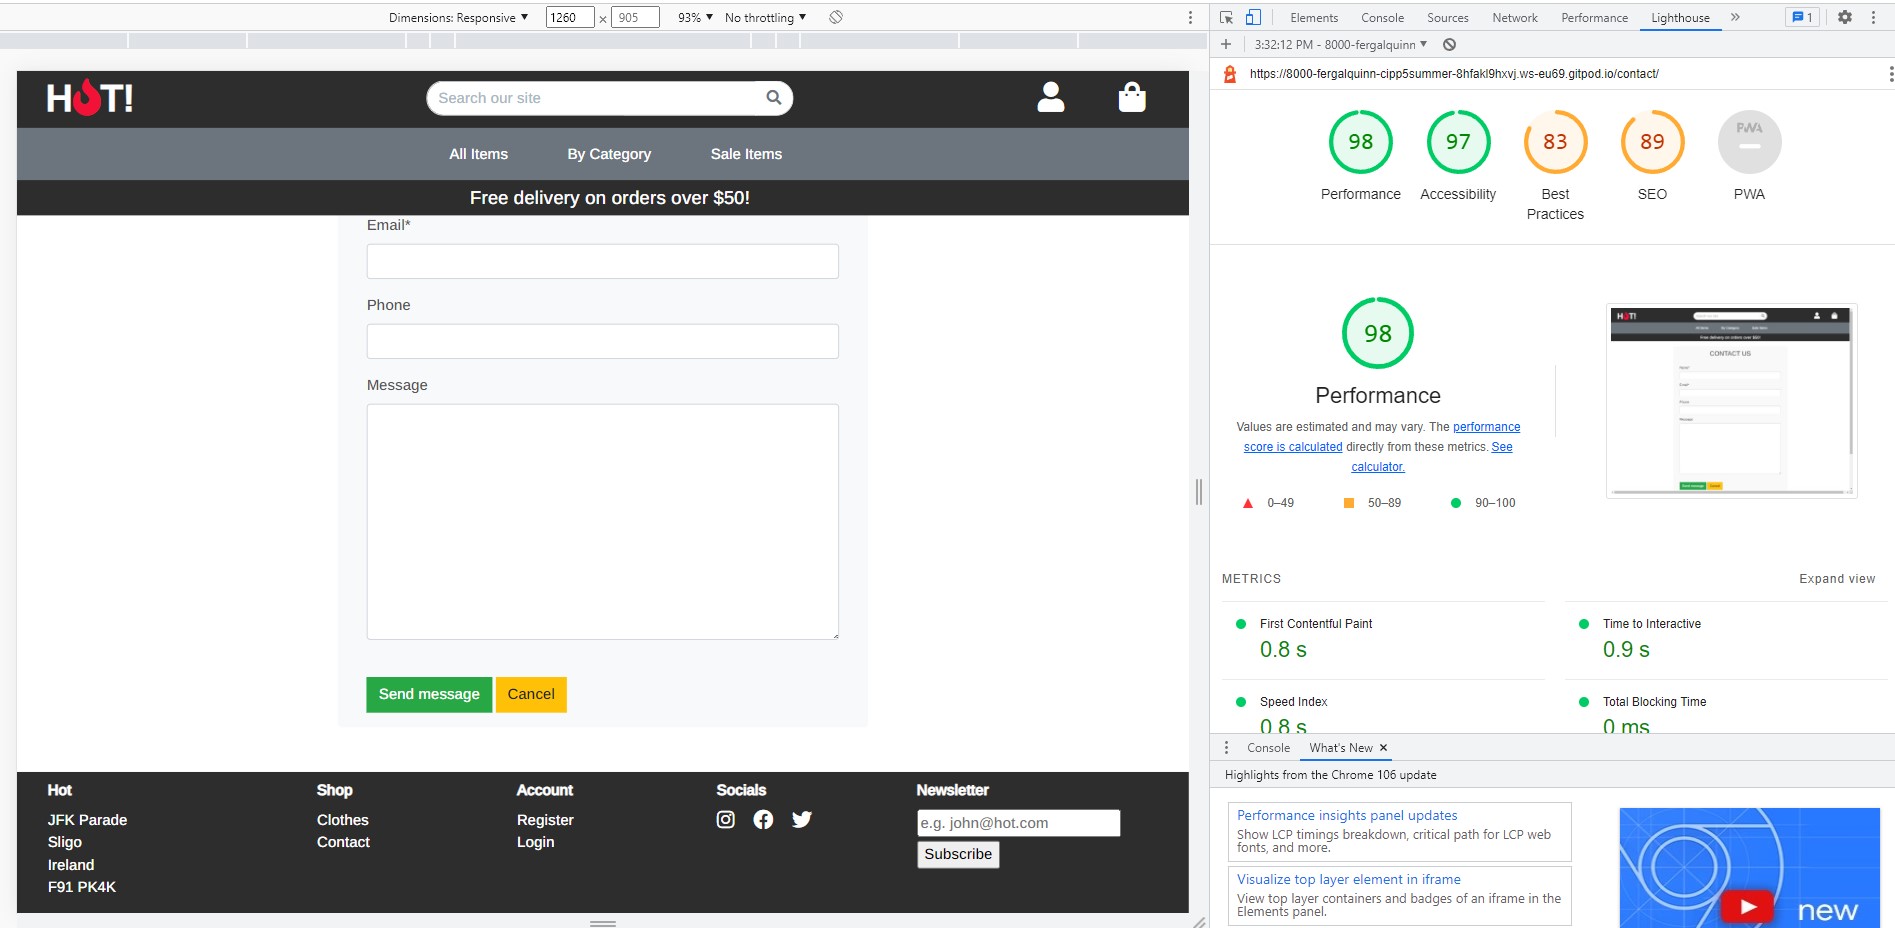 Dimensions: Responsive ▼ 1260 × 905 93% ▼ No throttling ▼
H T!
Search our site
All Items By Category Sale Items
Free delivery on orders over $50!
Email*
Phone
Message
Send message Cancel
Hot
JFK Parade
Sligo
Ireland
F91 PK4K
Shop
Clothes
Contact
Account
Register
Login
Socials
Newsletter
e.g. john@hot.com
Subscribe
Elements Console Sources Network Performance Lighthouse » 1
+ 3:32:12 PM - 8000-fergalquinn ▼
https://8000-fergalquinn-cipp5summer-8hfakl9hxvj.ws-eu69.gitpod.io/contact/
98 97 83 89 PWA
Performance Accessibility Best Practices SEO PWA
98
Performance
Values are estimated and may vary. The performance
score is calculated directly from these metrics. See
calculator.
0–49 50–89 90–100
H T!
CONTACT US
METRICS Expand view
First Contentful Paint
0.8 s
Time to Interactive
0.9 s
Speed Index
0.8 s
Total Blocking Time
0 ms
Console What's New ×
Highlights from the Chrome 106 update
Performance insights panel updates
Show LCP timings breakdown, critical path for LCP web
fonts, and more.
Visualize top layer element in iframe
View top layer containers and badges of an iframe in the
Elements panel.
new